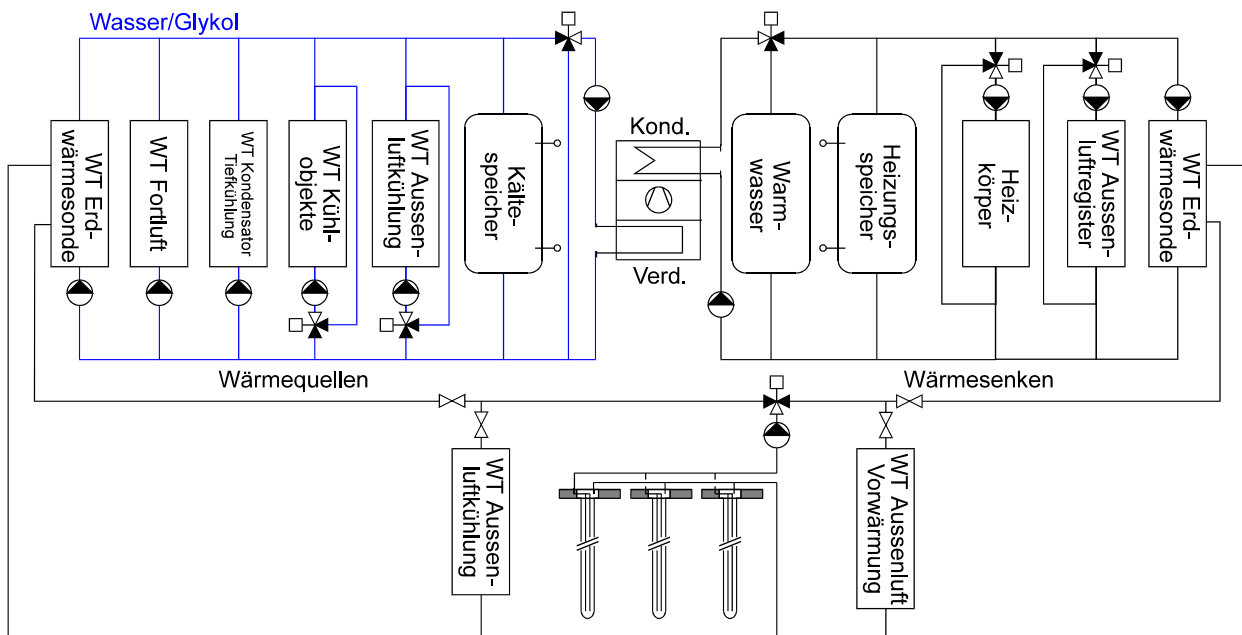 Wasser/Glykol
WT Erd-
wärmesonde
WT Fortluft
WT Kondensator
Tiefkühlung
WT Kühl-
objekte
WT Aussen-
luftkühlung
Kälte-
speicher
Kond.
Verd.
Warm-
wasser
Heizungs-
speicher
Heiz-
körper
WT Aussen-
luftregister
WT Erd-
wärmesonde
Wärmequellen
Wärmesenken
WT Aussen-
luftkühlung
WT Aussenluft
Vorwärmung